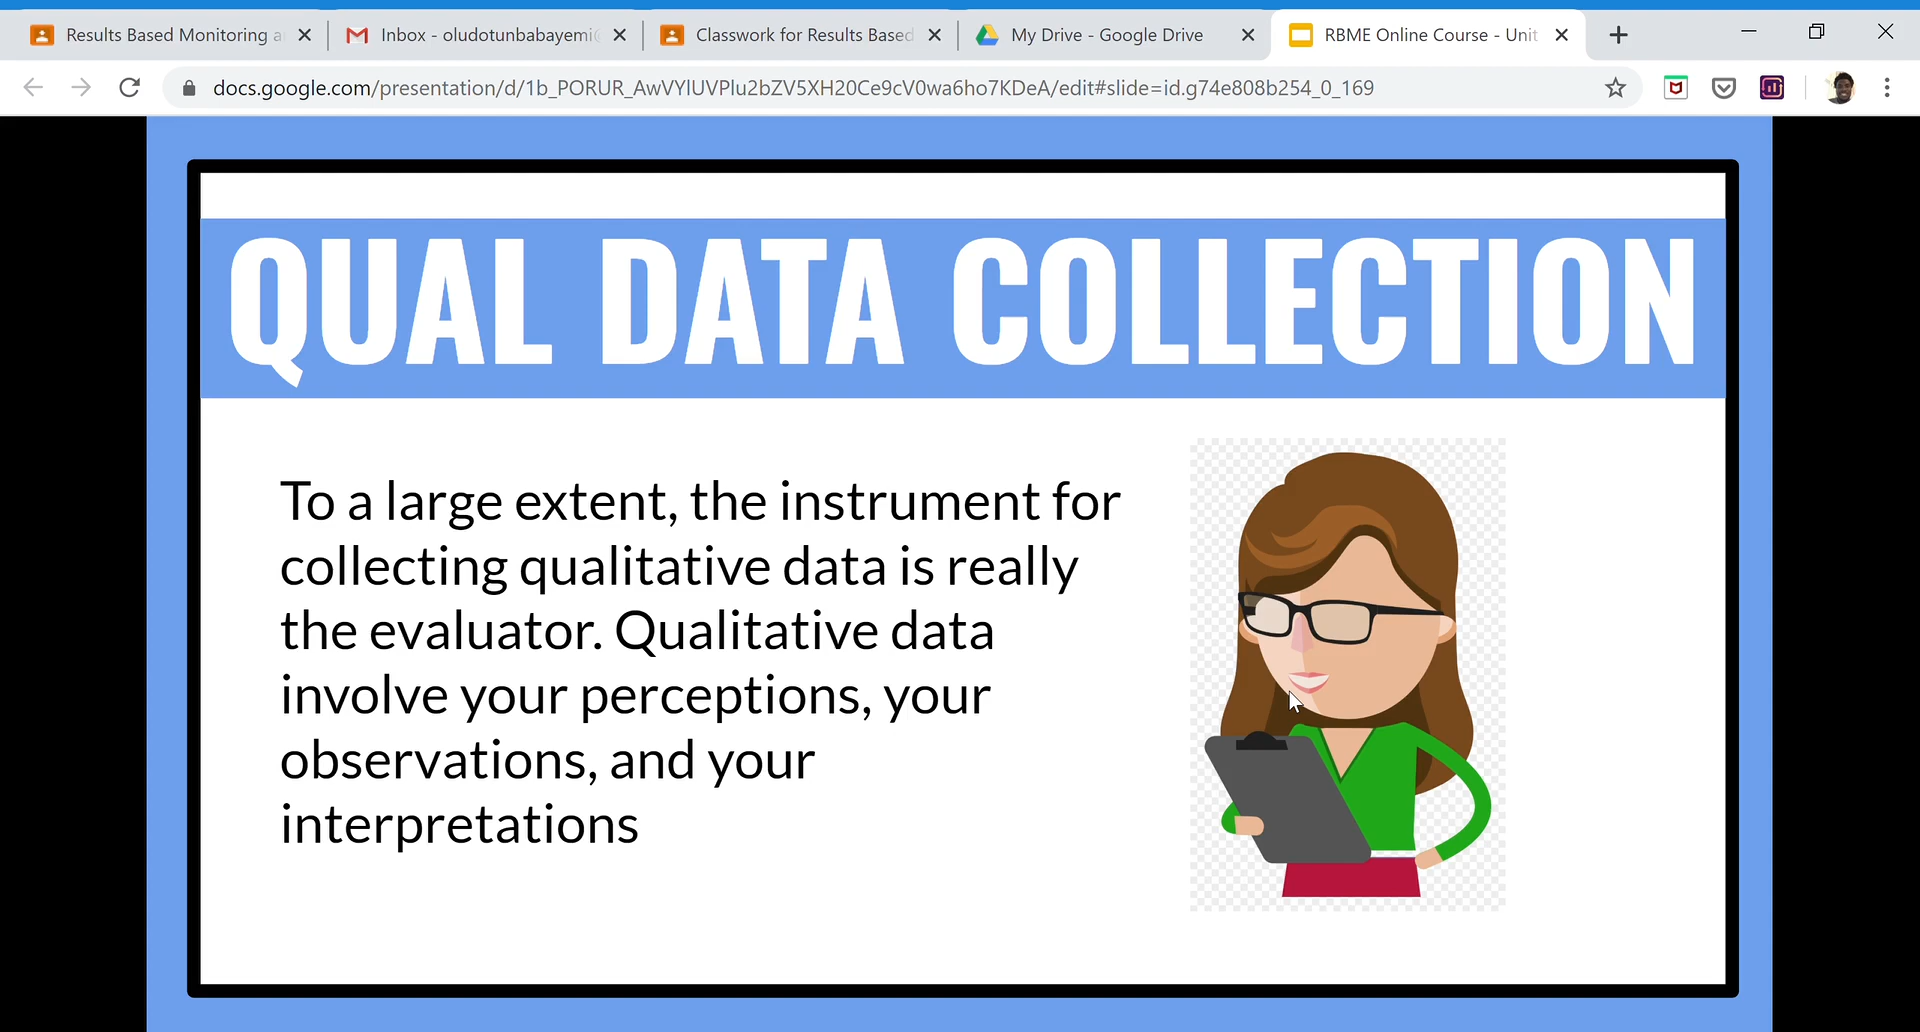 Results Based Monitoring a
Inbox - oludotunbabayemi@
Classwork for Results Based
My Drive - Google Drive
RBME Online Course - Unit
docs.google.com/presentation/d/1b_PORUR_AwVYlUVPlu2bZV5XH20Ce9cV0wa6ho7KDeA/edit#slide=id.g74e808b254_0_169
QUAL DATA COLLECTION
To a large extent, the instrument for
collecting qualitative data is really
the evaluator. Qualitative data
involve your perceptions, your
observations, and your
interpretations